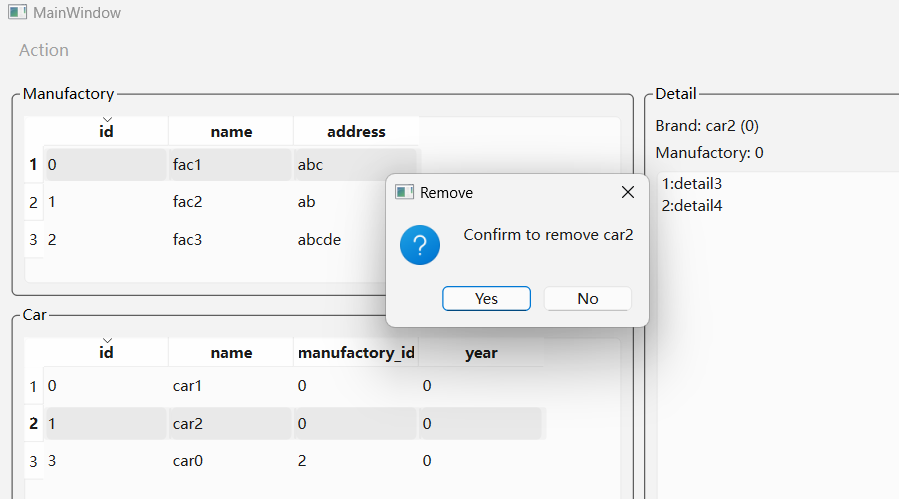 MainWindow
Action
Manufactory
id name address
1 0 fac1 abc
2 1 fac2 ab
3 2 fac3 abcde
Detail
Brand: car2 (0)
Manufactory: 0
1:detail3
2:detail4
Remove
?
Confirm to remove car2
Yes No
Car
id name manufactory_id year
1 0 car1 0 0
2 1 car2 0 0
3 3 car0 2 0